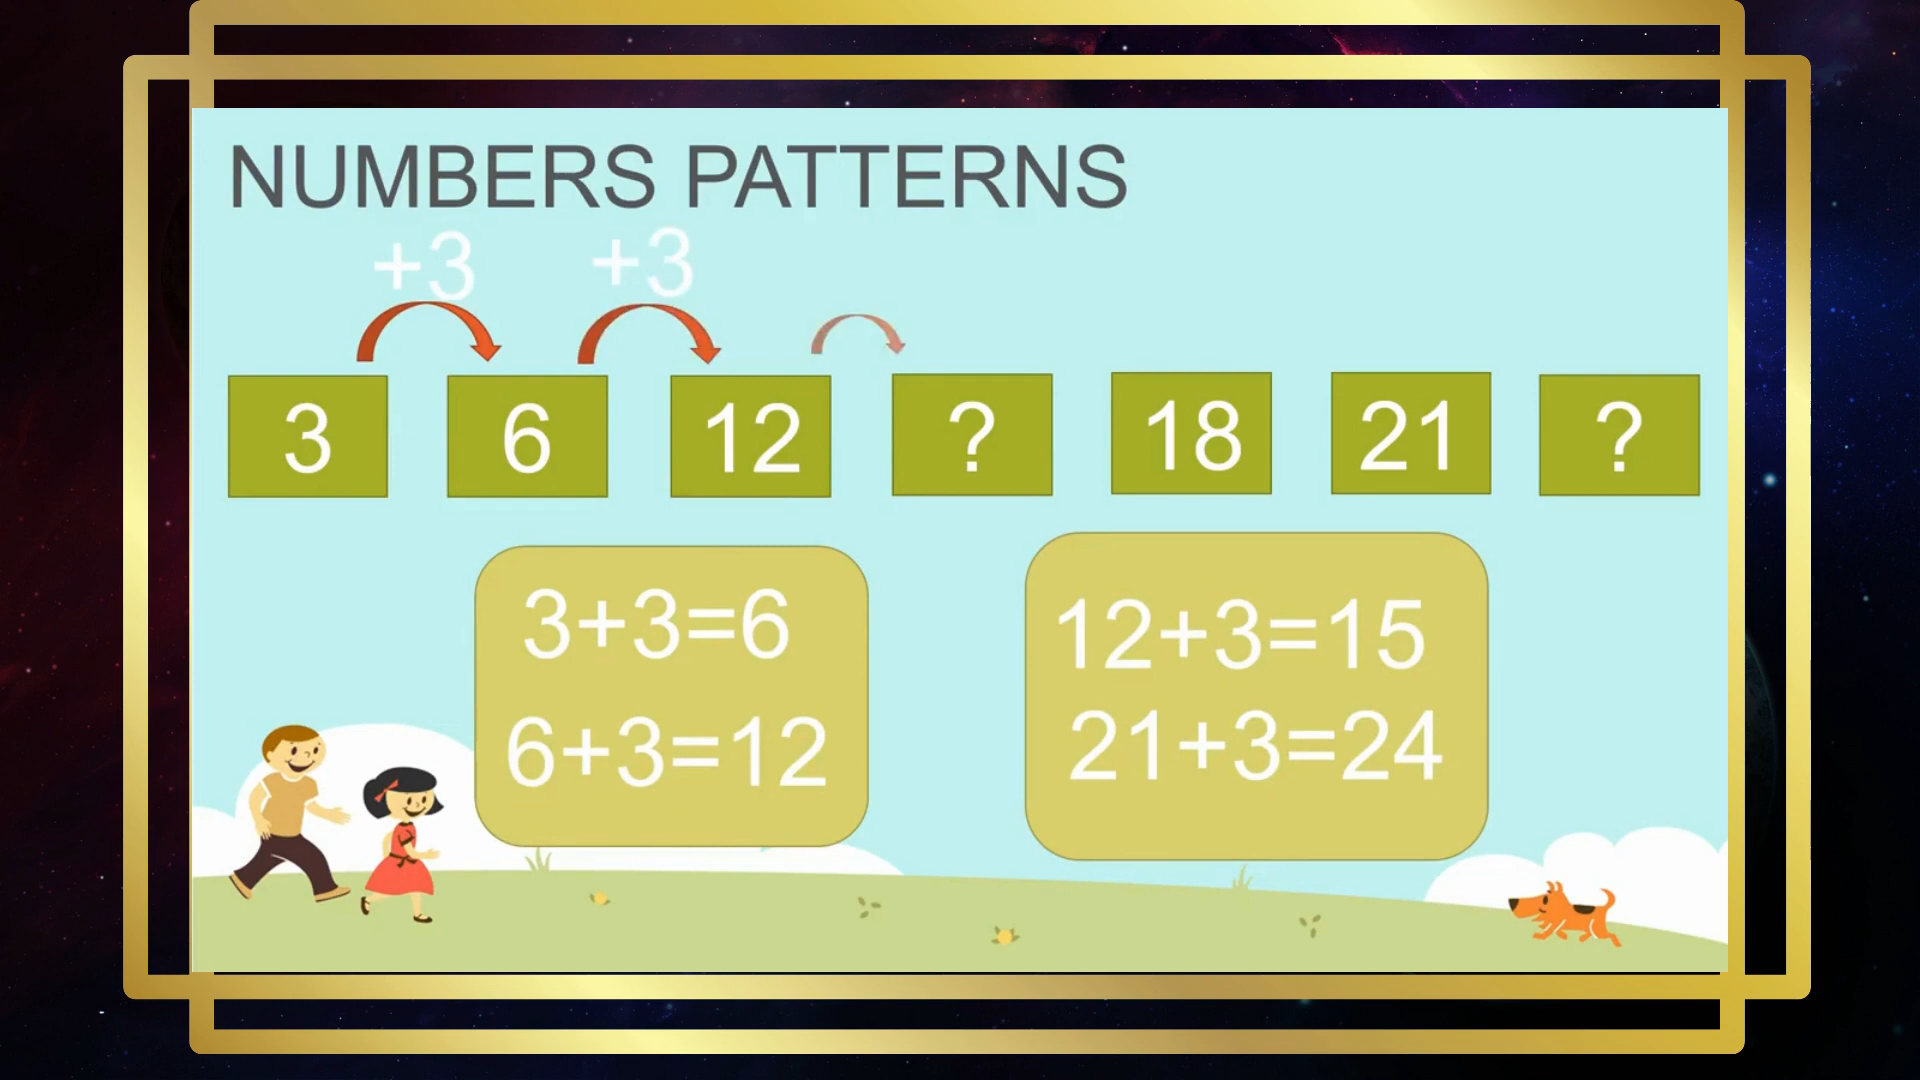 NUMBERS PATTERNS
+3 +3
3 6 12 ? 18 21 ?
3+3=6
6+3=12
12+3=15
21+3=24